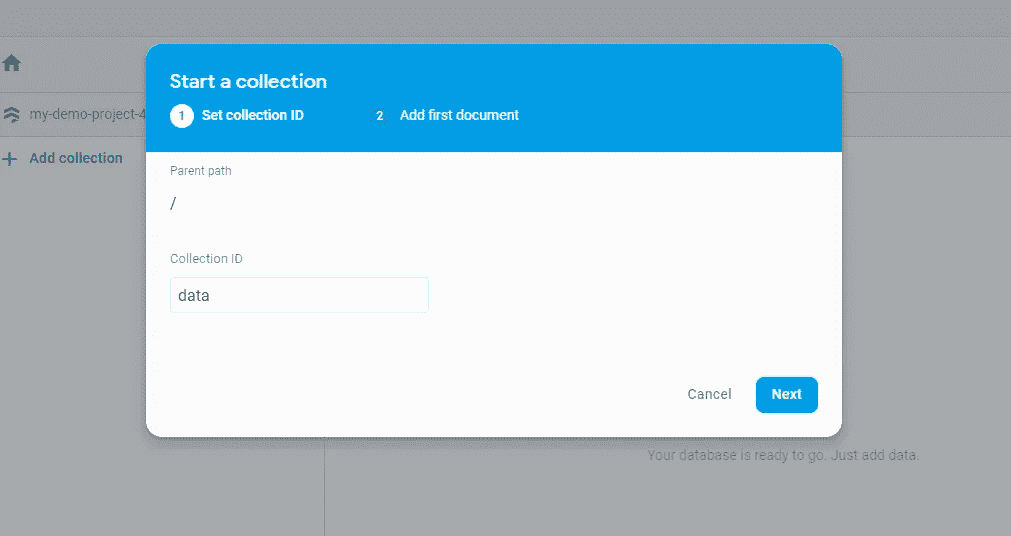 Start a collection
1 Set collection ID 2 Add first document
my-demo-project-4
Add collection
Parent path
/
Collection ID
data
Cancel Next
Your database is ready to go. Just add data.